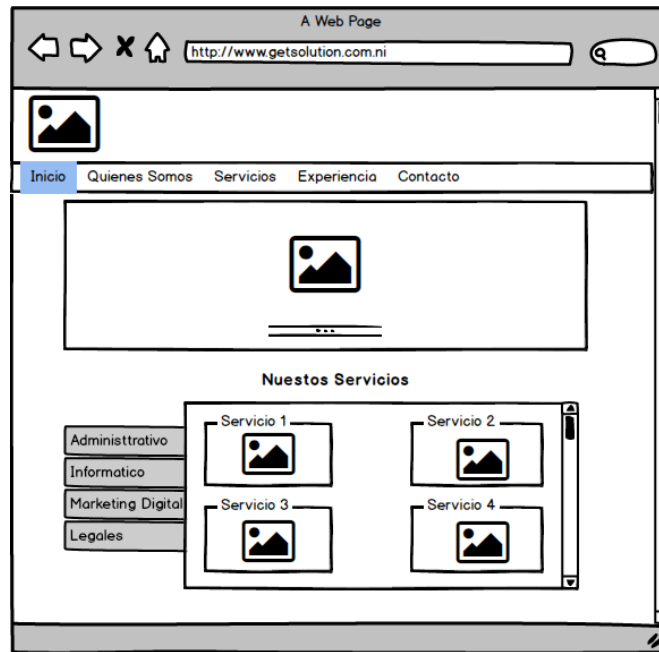 A Web Page
http://www.getsolution.com.ni
Inicio Quienes Somos Servicios Experiencia Contacto
Nuestos Servicios
Administtrativo
Informatico
Marketing Digital
Legales
Servicio 1 Servicio 2
Servicio 3 Servicio 4